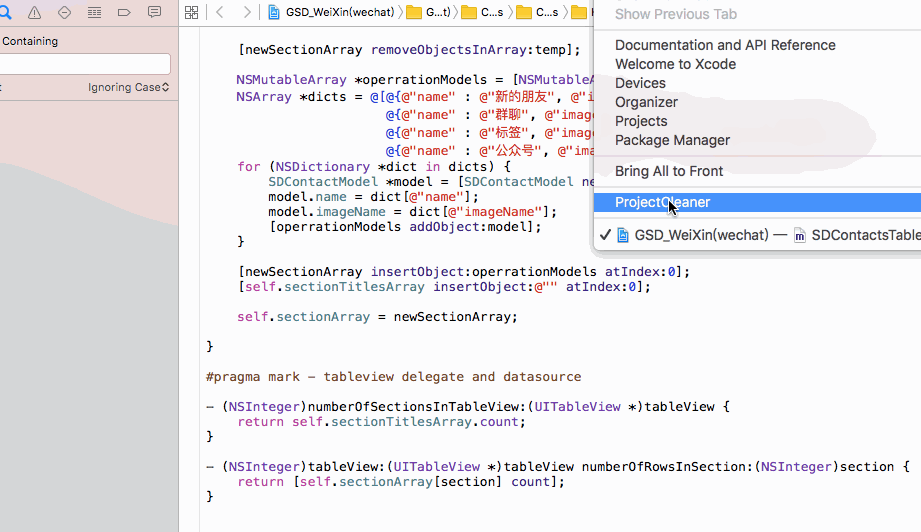 GSD_WeiXin(wechat) G...t) C...s C...s
Show Previous Tab
Containing
Documentation and API Reference
[newSectionArray removeObjectsInArray:temp];
Welcome to Xcode
NSMutableArray *operrationModels = [NSMutableA
Devices
Ignoring Case
NSArray *dicts = @[@{@"name" : @"新的朋友", @"i
Organizer
@{@"name" : @"群聊", @"image
Projects
@{@"name" : @"标签", @"imag
Package Manager
@{@"name" : @"公众号", @"ima
for (NSDictionary *dict in dicts) {
Bring All to Front
SDContactModel *model = [SDContactModel ne
model.name = dict[@"name"];
ProjectCleaner
model.imageName = dict[@"imageName"];
[operrationModels addObject:model];
✓ GSD_WeiXin(wechat) — m SDContactsTable
}
[newSectionArray insertObject:operrationModels atIndex:0];
[self.sectionTitlesArray insertObject:@"" atIndex:0];
self.sectionArray = newSectionArray;
}
#pragma mark - tableview delegate and datasource
- (NSInteger)numberOfSectionsInTableView:(UITableView *)tableView {
return self.sectionTitlesArray.count;
}
- (NSInteger)tableView:(UITableView *)tableView numberOfRowsInSection:(NSInteger)section {
return [self.sectionArray[section] count];
}